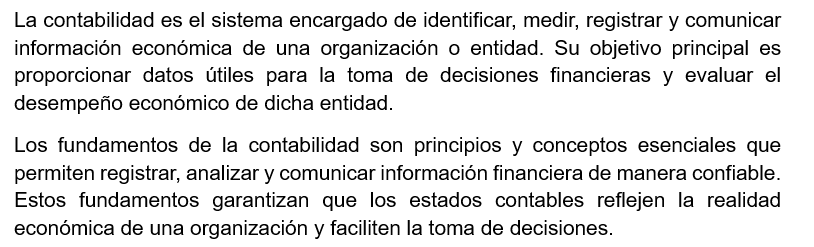 La contabilidad es el sistema encargado de identificar, medir, registrar y comunicar
información económica de una organización o entidad. Su objetivo principal es
proporcionar datos útiles para la toma de decisiones financieras y evaluar el
desempeño económico de dicha entidad.
Los fundamentos de la contabilidad son principios y conceptos esenciales que
permiten registrar, analizar y comunicar información financiera de manera confiable.
Estos fundamentos garantizan que los estados contables reflejen la realidad
económica de una organización y faciliten la toma de decisiones.